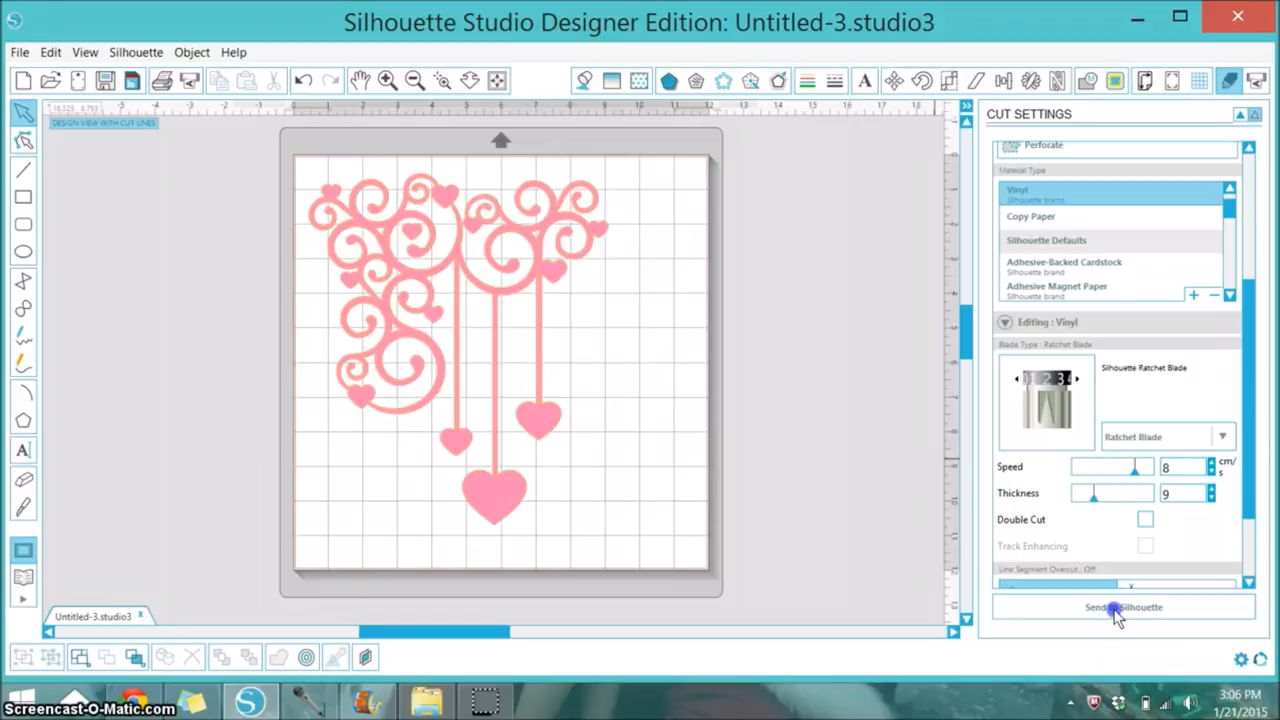 Silhouette Studio Designer Edition: Untitled-3.studio3
File Edit View Silhouette Object Help
DESIGN VIEW WITH CUT LINES
CUT SETTINGS
Perforate
Material Type
Vinyl
Silhouette brand
Copy Paper
Silhouette Defaults
Adhesive-Backed Cardstock
Silhouette brand
Adhesive Magnet Paper
Silhouette brand
Editing : Vinyl
Blade Type : Ratchet Blade
Silhouette Ratchet Blade
Ratchet Blade
Speed 8 cm/
s
Thickness 9
Double Cut
Track Enhancing
Line Segment Overcut: Off
Send to Silhouette
Untitled-3.studio3
Screencast-O-Matic.com
3:06 PM
1/21/2015